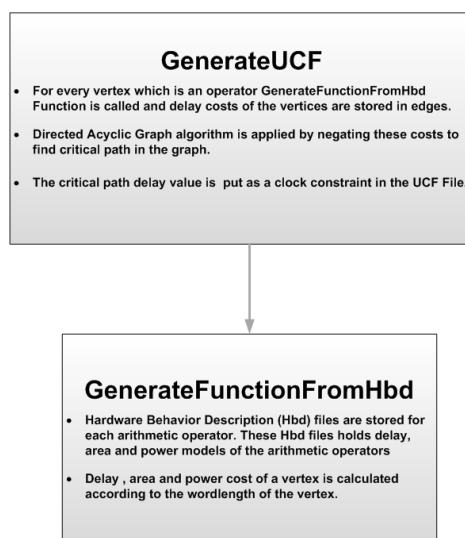 GenerateUCF
• For every vertex which is an operator GenerateFunctionFromHbd
Function is called and delay costs of the vertices are stored in edges.
• Directed Acyclic Graph algorithm is applied by negating these costs to
find critical path in the graph.
• The critical path delay value is put as a clock constraint in the UCF File.
GenerateFunctionFromHbd
• Hardware Behavior Description (Hbd) files are stored for
each arithmetic operator. These Hbd files holds delay,
area and power models of the arithmetic operators
• Delay , area and power cost of a vertex is calculated
according to the wordlength of the vertex.